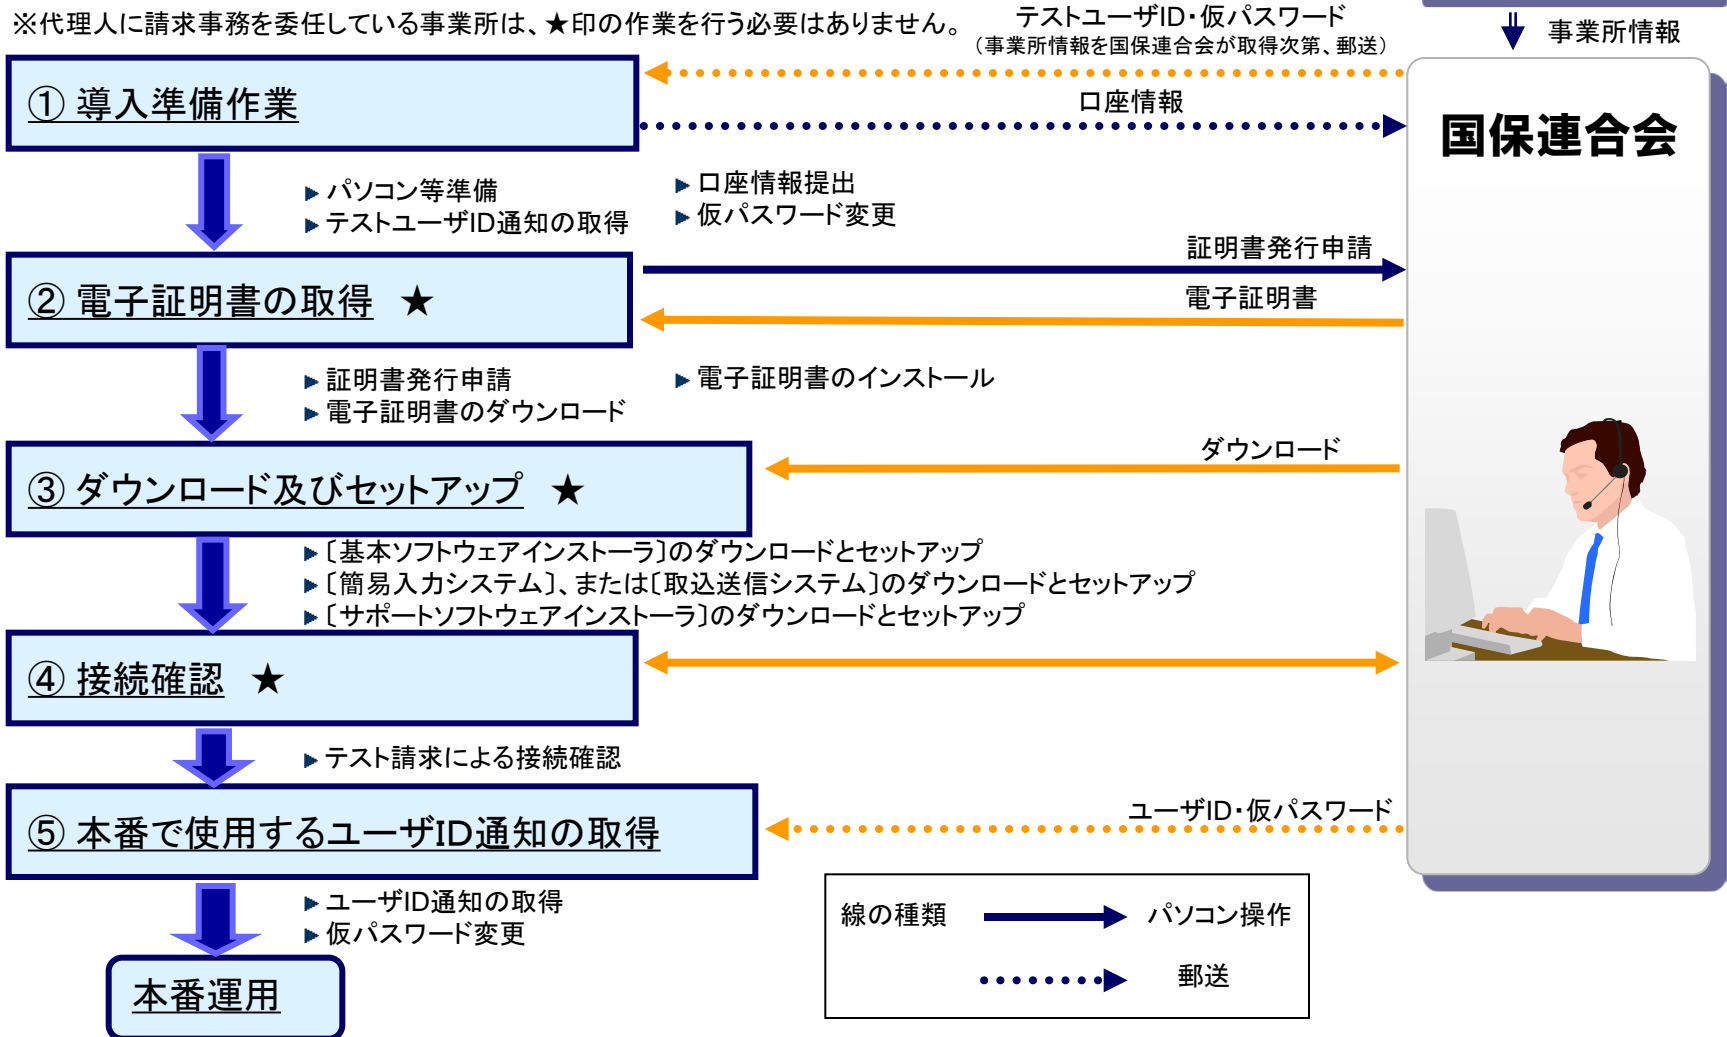 ※代理人に請求事務を委任している事業所は、★印の作業を行う必要はありません。
テストユーザID・仮パスワード
（事業所情報を国保連合会が取得次第、郵送）
事業所情報
① 導入準備作業
口座情報
国保連合会
パソコン等準備
テストユーザID通知の取得
口座情報提出
仮パスワード変更
証明書発行申請
② 電子証明書の取得 ★
電子証明書
証明書発行申請
電子証明書のダウンロード
電子証明書のインストール
ダウンロード
③ ダウンロード及びセットアップ ★
〔基本ソフトウェアインストーラ〕のダウンロードとセットアップ
〔簡易入力システム〕、または〔取込送信システム〕のダウンロードとセットアップ
〔サポートソフトウェアインストーラ〕のダウンロードとセットアップ
④ 接続確認 ★
テスト請求による接続確認
ユーザID・仮パスワード
⑤ 本番で使用するユーザID通知の取得
ユーザID通知の取得
仮パスワード変更
線の種類 パソコン操作
郵送
本番運用